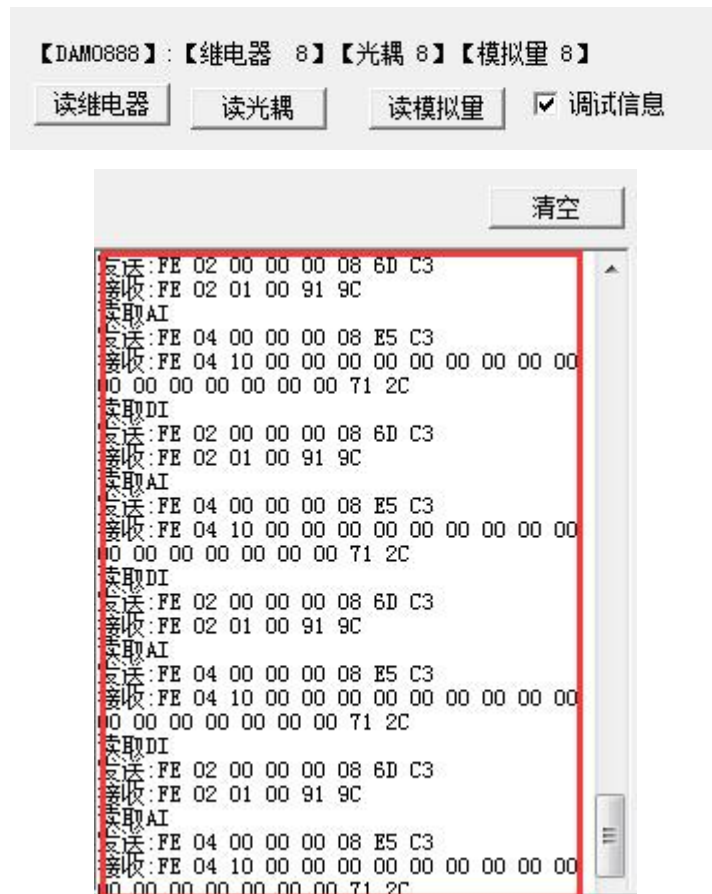 【DAM0888】:【继电器 8】【光耦 8】【模拟量 8】
读继电器 读光耦 读模拟量 调试信息
清空
发送:FE 02 00 00 00 08 6D C3
接收:FE 02 01 00 91 9C
读取AI
发送:FE 04 00 00 00 08 E5 C3
接收:FE 04 10 00 00 00 00 00 00 00 00 00
00 00 00 00 00 00 00 71 2C
读取DI
发送:FE 02 00 00 00 08 6D C3
接收:FE 02 01 00 91 9C
读取AI
发送:FE 04 00 00 00 08 E5 C3
接收:FE 04 10 00 00 00 00 00 00 00 00 00
00 00 00 00 00 00 00 71 2C
读取DI
发送:FE 02 00 00 00 08 6D C3
接收:FE 02 01 00 91 9C
读取AI
发送:FE 04 00 00 00 08 E5 C3
接收:FE 04 10 00 00 00 00 00 00 00 00 00
00 00 00 00 00 00 00 71 2C
读取DI
发送:FE 02 00 00 00 08 6D C3
接收:FE 02 01 00 91 9C
读取AI
发送:FE 04 00 00 00 08 E5 C3
接收:FE 04 10 00 00 00 00 00 00 00 00 00
00 00 00 00 00 00 00 71 2C